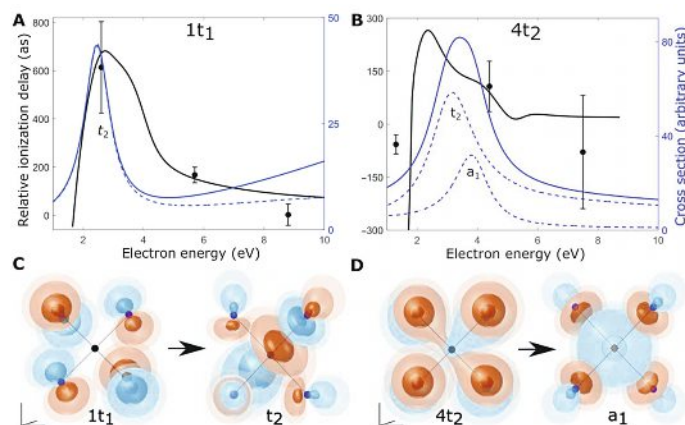 A
1t₁
B
4t₂
Relative ionization delay (as)
800
600
400
200
0
50
25
0
t₂
2
4
6
8
10
Electron energy (eV)
300
150
0
-150
-300
80
40
0
t₂
a₁
2
4
6
8
10
Electron energy (eV)
Cross section (arbitrary units)
C
1t₁
t₂
D
4t₂
a₁